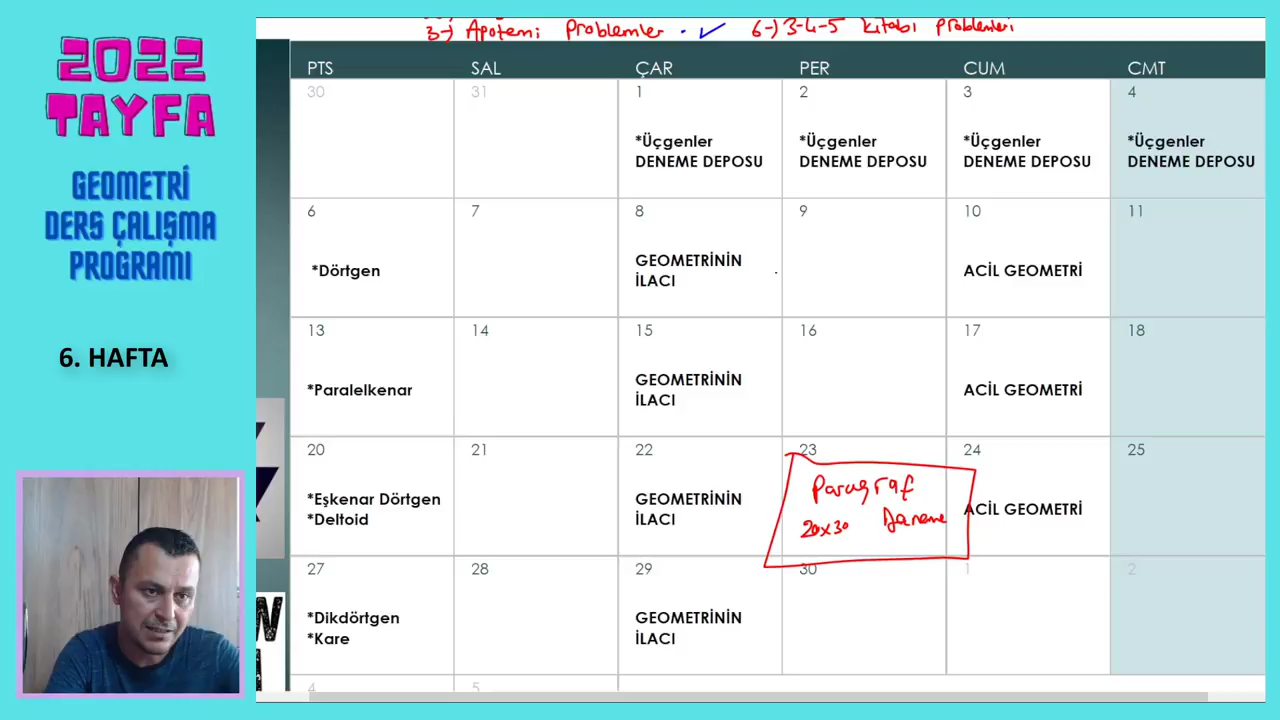 2022
TAYFA
GEOMETRİ
DERS ÇALIŞMA
PROGRAMI
6. HAFTA
3-) Apotemi Problemler
6-) 3-4-5 kitabı problemleri
PTS SAL ÇAR PER CUM CMT
30 31 1 2 3 4
*Üçgenler *Üçgenler *Üçgenler *Üçgenler
DENEME DEPOSU DENEME DEPOSU DENEME DEPOSU DENEME DEPOSU
6 7 8 9 10 11
*Dörtgen
GEOMETRİNİN
İLACI
ACİL GEOMETRİ
13 14 15 16 17 18
*Paralelkenar
GEOMETRİNİN
İLACI
ACİL GEOMETRİ
20 21 22 23 24 25
*Eşkenar Dörtgen
*Deltoid
GEOMETRİNİN
İLACI
Paragraf
20x30 Deneme
ACİL GEOMETRİ
27 28 29 30 1 2
*Dikdörtgen
*Kare
GEOMETRİNİN
İLACI
4 5